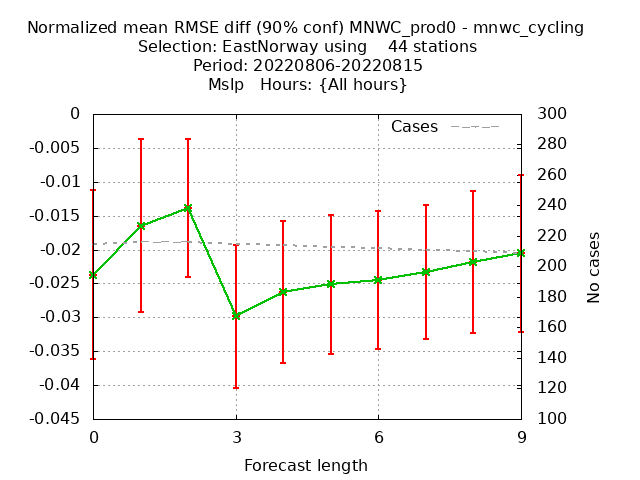 Normalized mean RMSE diff (90% conf) MNWC_prod0 - mnwc_cycling
Selection: EastNorway using 44 stations
Period: 20220806-20220815
Mslp Hours: {All hours}
0 300
-0.005 280
-0.01 260
-0.015 240
-0.02 220
-0.025 200
-0.03 180
-0.035 160
-0.04 140
-0.045 120
100
Cases
No cases
0 3 6 9
Forecast length